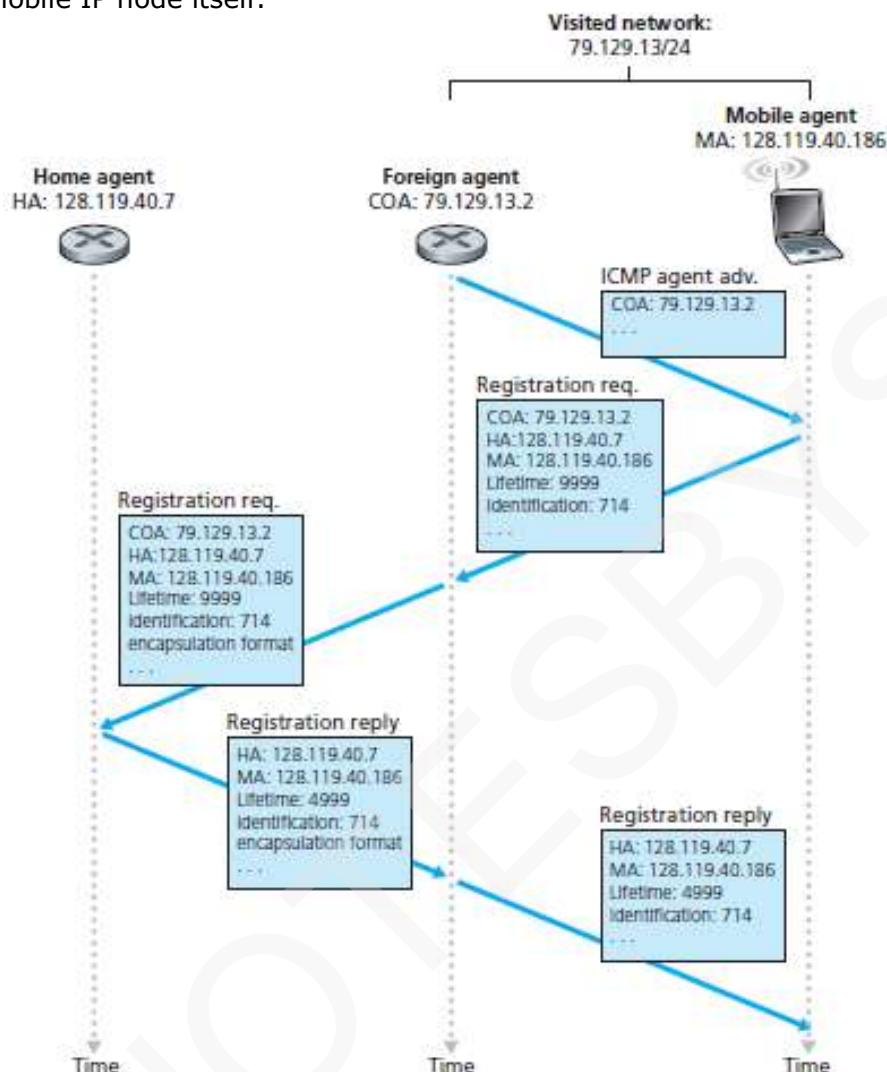 mobile IP node itself.
Visited network:
79.129.13/24
Mobile agent
MA: 128.119.40.186
Home agent
HA: 128.119.40.7
Foreign agent
COA: 79.129.13.2
ICMP agent adv.
COA: 79.129.13.2
. . .
Registration req.
COA: 79.129.13.2
HA:128.119.40.7
MA: 128.119.40.186
Lifetime: 9999
identification: 714
. . .
Registration req.
COA: 79.129.13.2
HA:128.119.40.7
MA: 128.119.40.186
Lifetime: 9999
identification: 714
encapsulation format
. . .
Registration reply
HA: 128.119.40.7
MA: 128.119.40.186
Lifetime: 4999
identification: 714
encapsulation format
. . .
Registration reply
HA: 128.119.40.7
MA: 128.119.40.186
Lifetime: 4999
identification: 714
. . .
Time
Time
Time